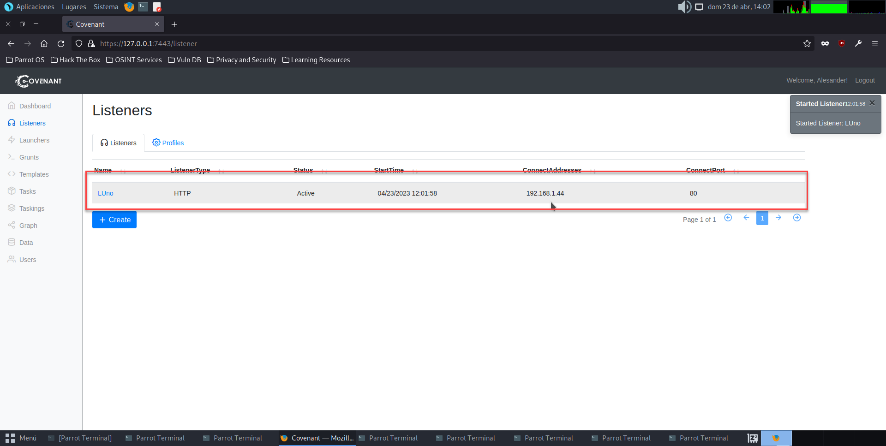 Aplicaciones Lugares Sistema dom 23 de abr, 14:02
Covenant
https://127.0.0.1:7443/listener
Parrot OS Hack The Box OSINT Services Vuln DB Privacy and Security Learning Resources
COVENANT Welcome, Alesander! Logout
Dashboard
Listeners
Launchers
Grunts
Templates
Tasks
Taskings
Graph
Data
Users
Listeners
Listeners Profiles
Name ListenerType Status StartTime ConnectAddresses ConnectPort
LUno HTTP Active 04/23/2023 12:01:58 192.168.1.44 80
Create Page 1 of 1 1
Started Listener 12:01:58
Started Listener: LUno
Menú [Parrot Terminal] Parrot Terminal Parrot Terminal Covenant — Mozill... Parrot Terminal Parrot Terminal Parrot Terminal Parrot Terminal Parrot Terminal